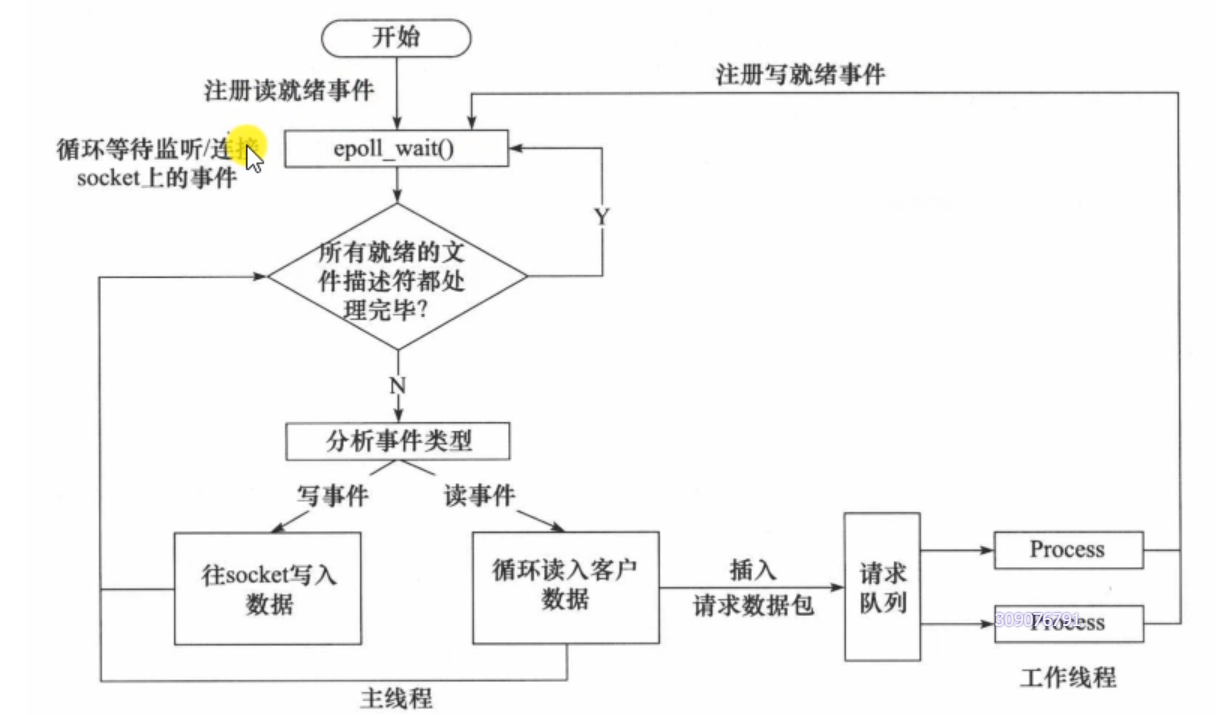 开始
注册读就绪事件
注册写就绪事件
循环等待监听/连接
socket上的事件
epoll_wait()
Y
所有就绪的文
件描述符都处
理完毕?
N
分析事件类型
写事件
读事件
往socket写入
数据
循环读入客户
数据
插入
请求数据包
请求
队列
Process
Process
309076791
工作线程
主线程